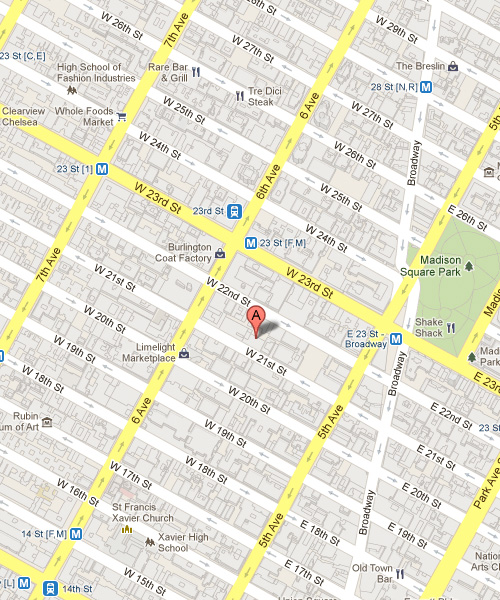 W 26th St
7th Ave
W 29th St
23 St [C,E]
W 27th St
The Breslin
High School of
Fashion Industries
Rare Bar
& Grill
Tre Dici
Steak
28 St [N,R]
6 Ave
W 28th St
Clearview
Chelsea
Whole Foods
Market
W 25th St
W 27th St
W 24th St
W 26th St
Broadway
23 St [1]
W 23rd St
6th Ave
W 25th St
23rd St
E 26th St
W 24th St
23 St [F,M]
Burlington
Coat Factory
Madison
Square Park
7th Ave
W 21st St
W 22nd St
W 23rd St
A
W 20th St
Shake
Shack
E 23 St -
Broadway
W 19th St
Limelight
Marketplace
W 21st St
W 18th St
Broadway
W 20th St
6 Ave
E 22nd St
Rubin
um of Art
5th Ave
W 19th St
E 21st St
W 17th St
W 18th St
W 16th St
E 20th St
Park Ave
St Francis
Xavier Church
5th Ave
Broadway
E 18th St
E 19th St
14 St [F,M]
Xavier High
School
E 17th St
Old Town
Bar
W 15th St
14th St